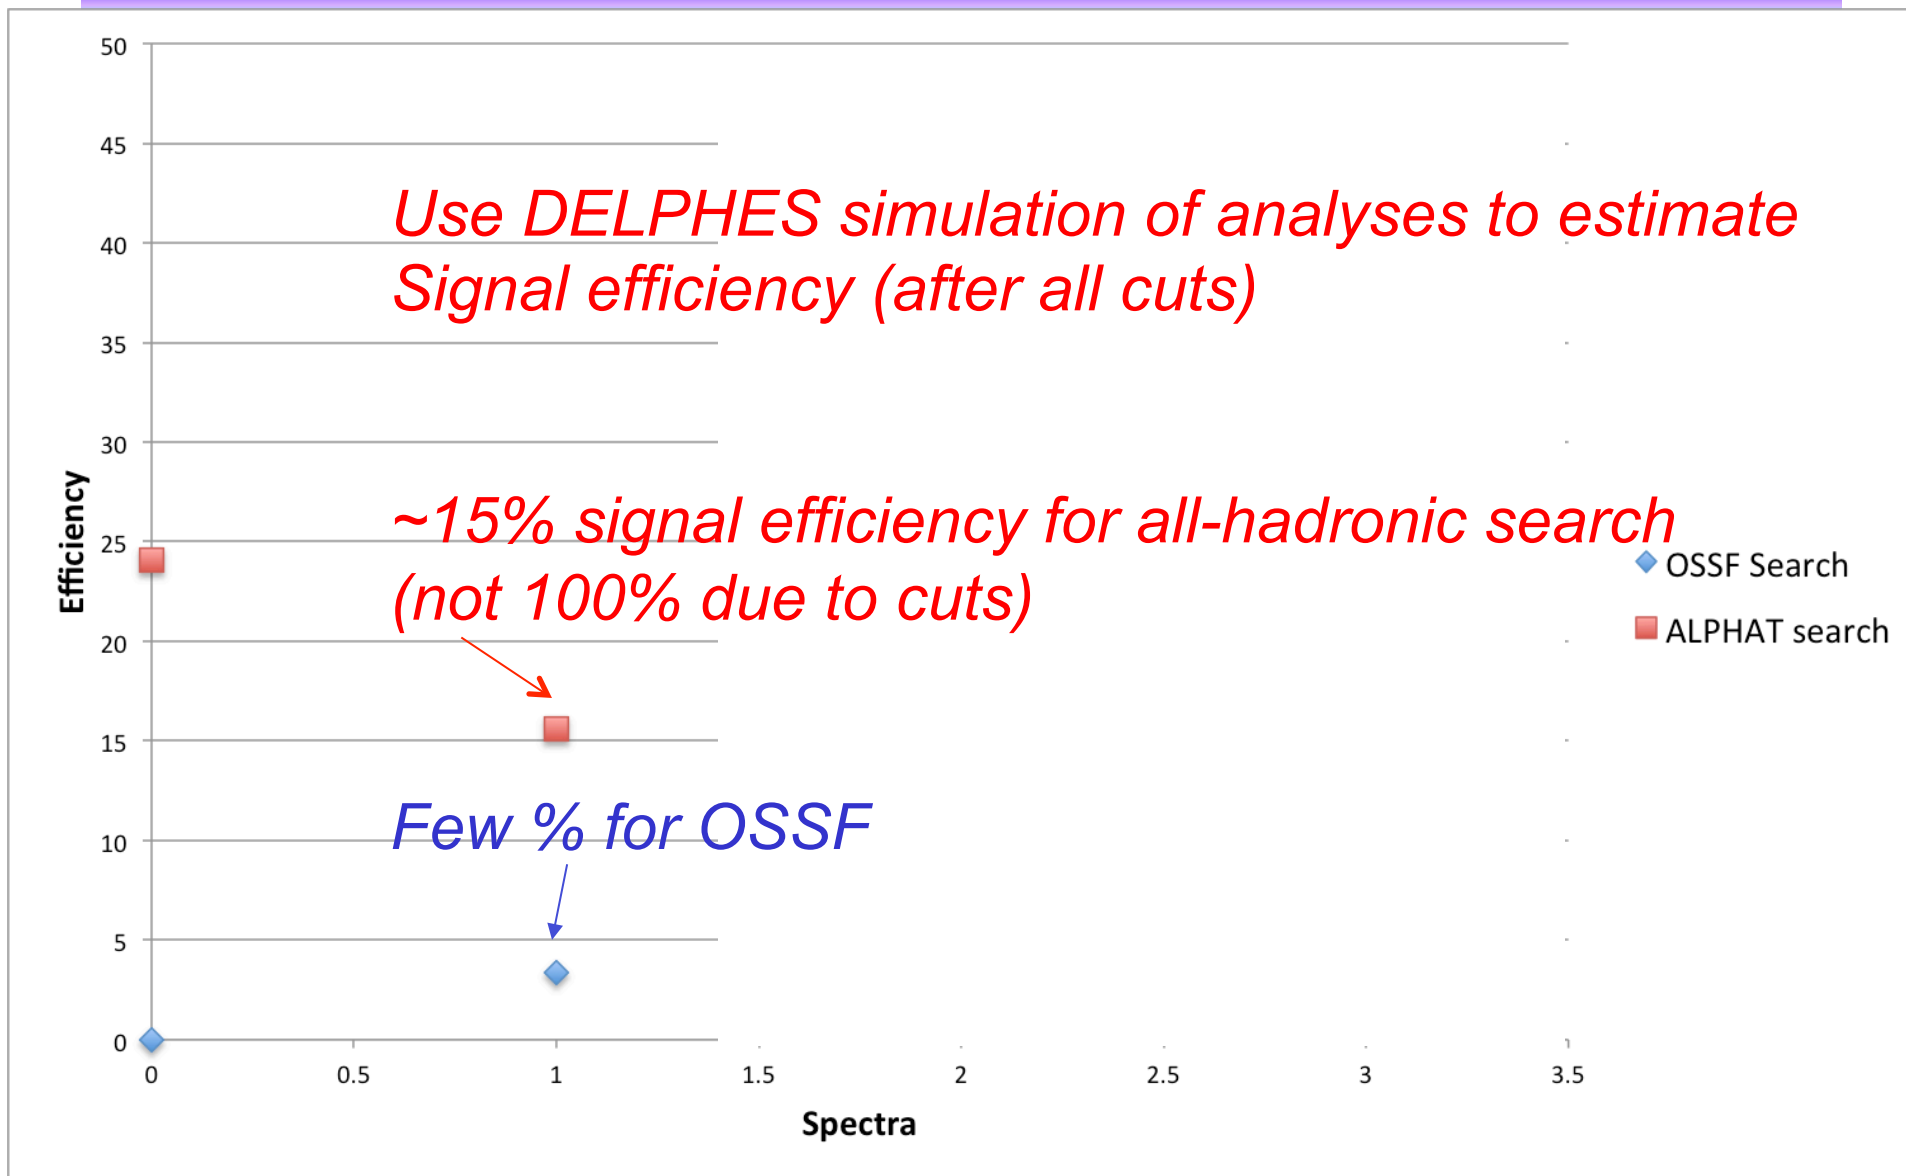 50
45
Use DELPHES simulation of analyses to estimate
40
Signal efficiency (after all cuts)
35
30
Efficiency
~15% signal efficiency for all-hadronic search
25
(not 100% due to cuts)
OSSF Search
ALPHAT search
20
15
Few % for OSSF
10
5
0
0 0.5 1 1.5 2 2.5 3 3.5
Spectra